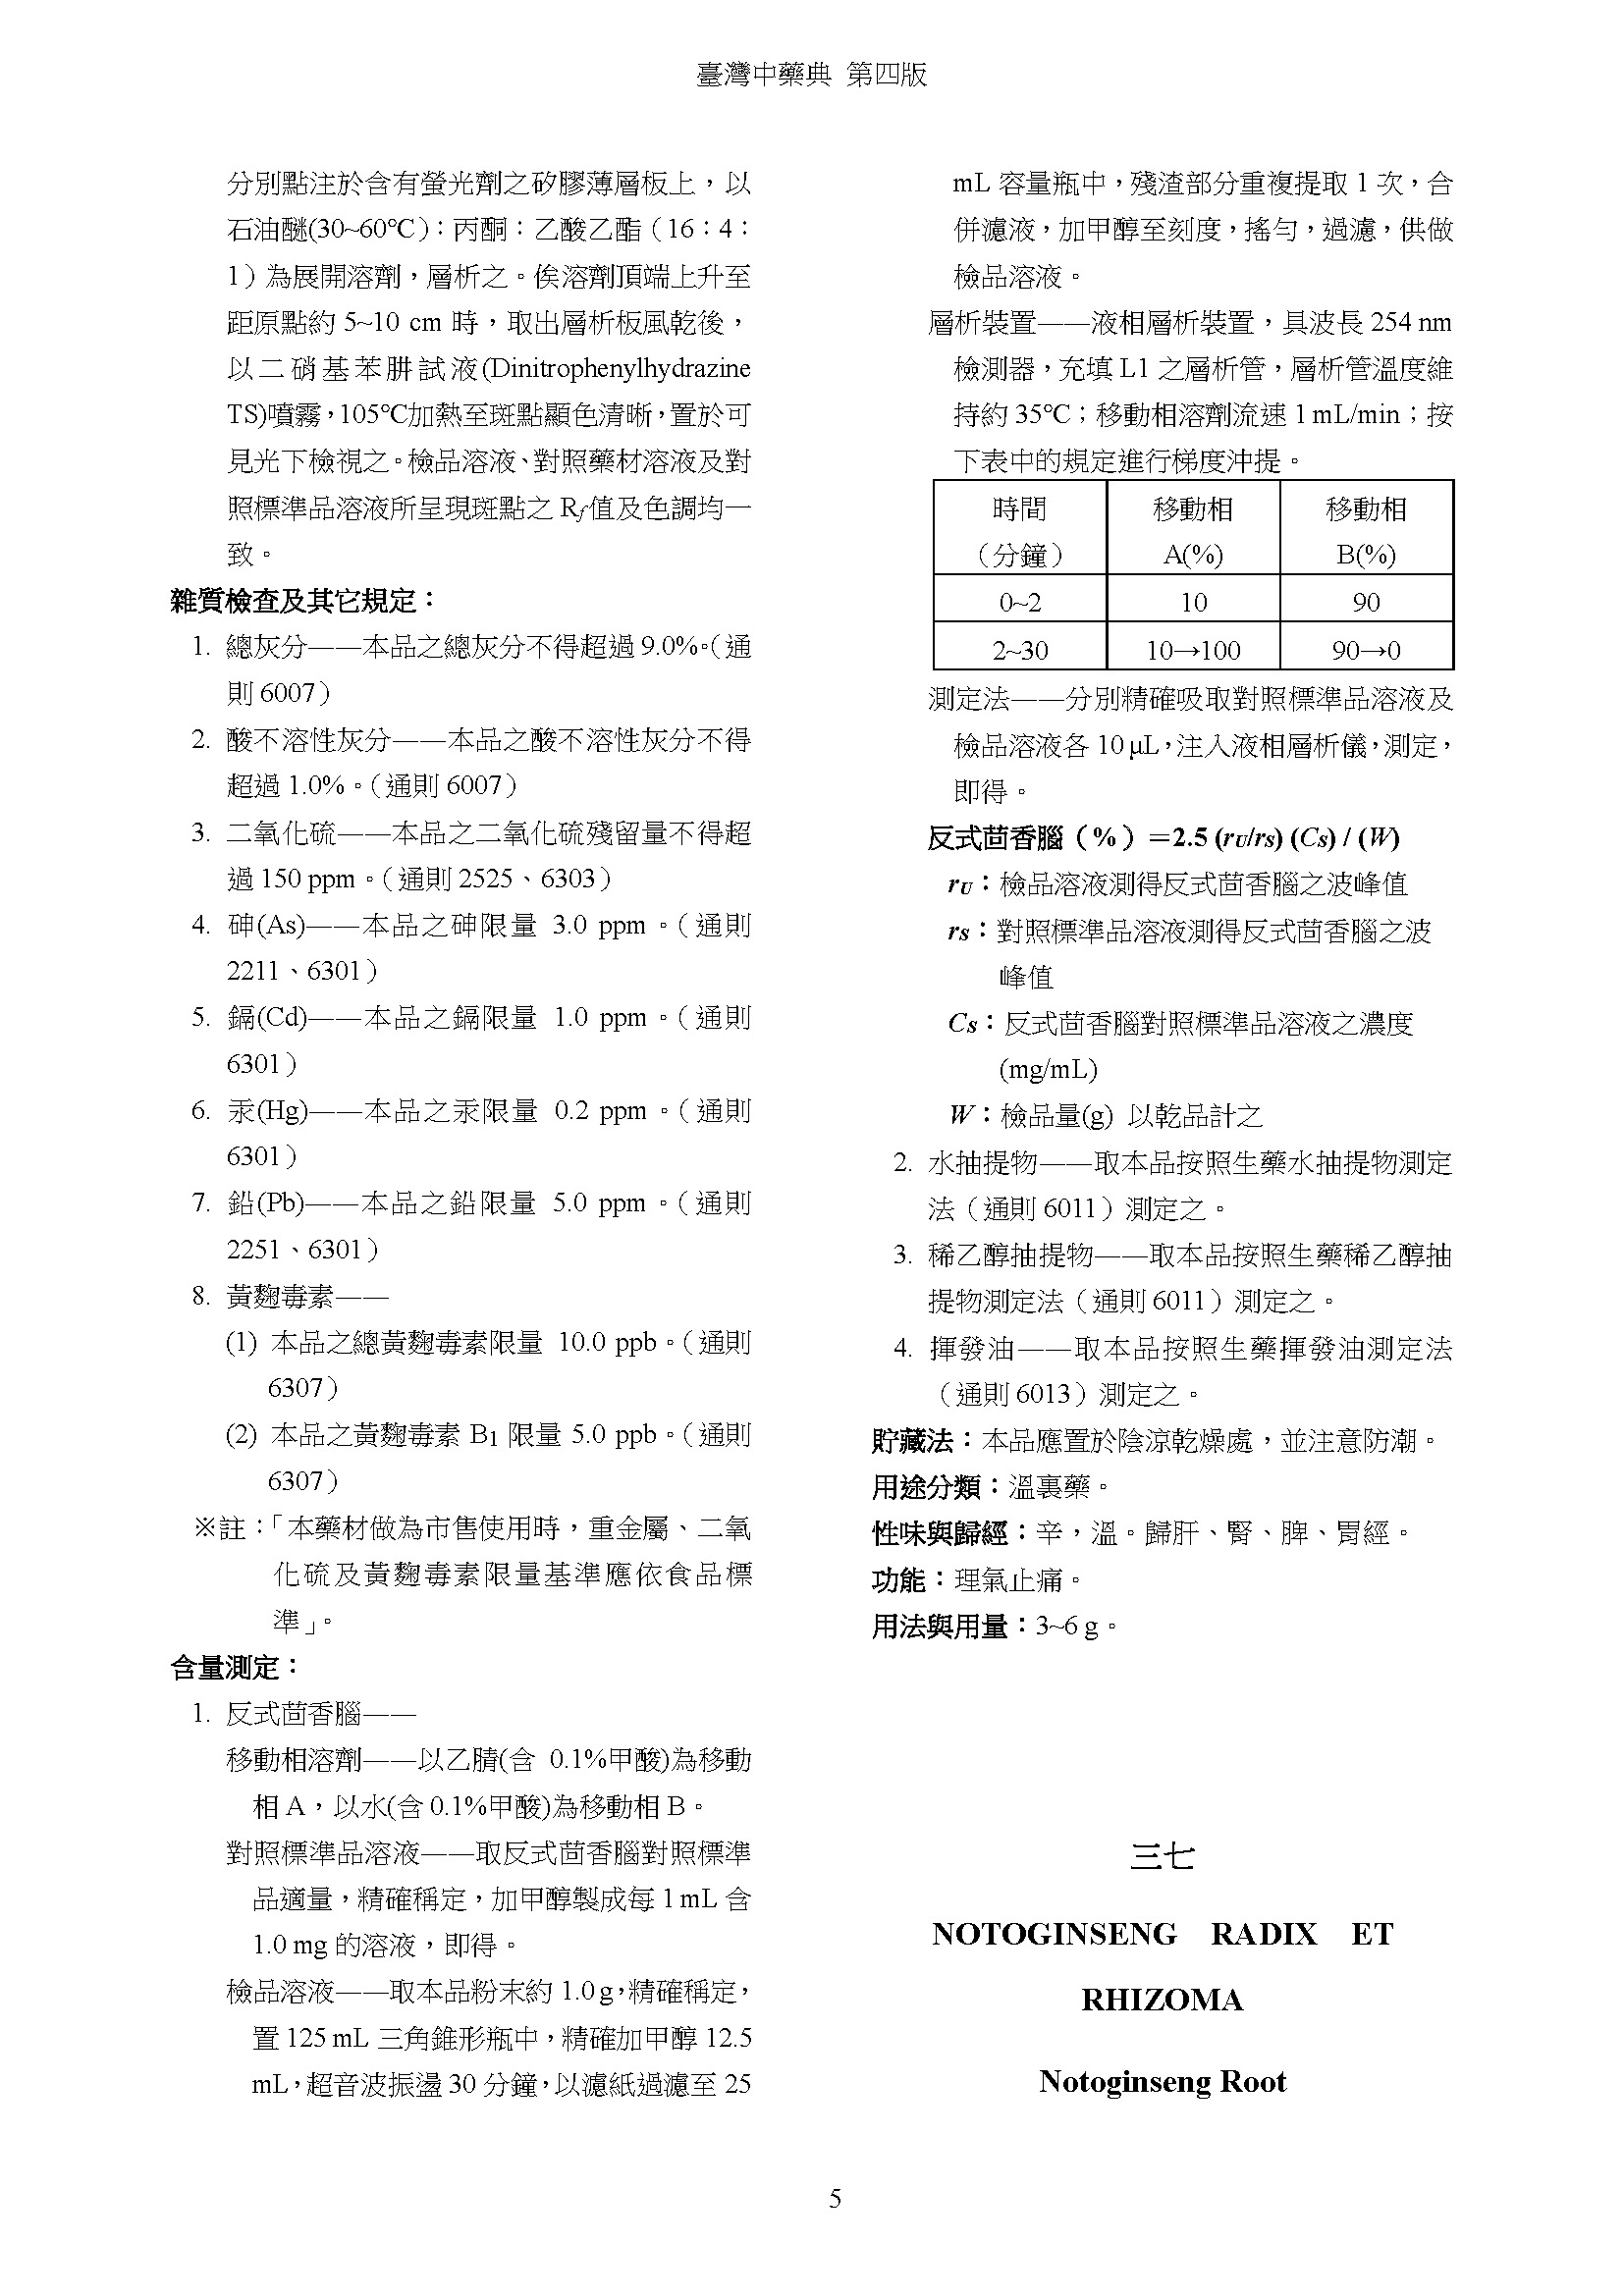 臺灣中藥典 第四版
分別點注於含有螢光劑之矽膠薄層板上，以
石油醚(30~60℃)：丙酮：乙酸乙酯（16：4：
1）為展開溶劑，層析之。俟溶劑頂端上升至
距原點約 5~10 cm 時，取出層析板風乾後，
以二硝基苯肼試液(Dinitrophenylhydrazine
TS)噴霧，105℃加熱至斑點顯色清晰，置於可
見光下檢視之。檢品溶液、對照藥材溶液及對
照標準品溶液所呈現斑點之 Rf值及色調均一
致。
雜質檢查及其它規定：
1. 總灰分——本品之總灰分不得超過 9.0%。（通
則 6007）
2. 酸不溶性灰分——本品之酸不溶性灰分不得
超過 1.0%。（通則 6007）
3. 二氧化硫——本品之二氧化硫殘留量不得超
過 150 ppm。（通則 2525、6303）
4. 砷(As)——本品之砷限量 3.0 ppm。（通則
2211、6301）
5. 鎘(Cd)——本品之鎘限量 1.0 ppm。（通則
6301）
6. 汞(Hg)——本品之汞限量 0.2 ppm。（通則
6301）
7. 鉛(Pb)——本品之鉛限量 5.0 ppm。（通則
2251、6301）
8. 黃麴毒素——
(1) 本品之總黃麴毒素限量 10.0 ppb。（通則
6307）
(2) 本品之黃麴毒素 B1 限量 5.0 ppb。（通則
6307）
※註：「本藥材做為市售使用時，重金屬、二氧
化硫及黃麴毒素限量基準應依食品標
準」。
含量測定：
1. 反式茴香腦——
移動相溶劑——以乙腈(含 0.1%甲酸)為移動
相 A，以水(含 0.1%甲酸)為移動相 B。
對照標準品溶液——取反式茴香腦對照標準
品適量，精確稱定，加甲醇製成每 1 mL 含
1.0 mg 的溶液，即得。
檢品溶液——取本品粉末約 1.0 g，精確稱定，
置 125 mL 三角錐形瓶中，精確加甲醇 12.5
mL，超音波振盪 30 分鐘，以濾紙過濾至 25
mL 容量瓶中，殘渣部分重複提取 1 次，合
併濾液，加甲醇至刻度，搖勻，過濾，供做
檢品溶液。
層析裝置——液相層析裝置，具波長 254 nm
檢測器，充填 L1 之層析管，層析管溫度維
持約 35℃；移動相溶劑流速 1 mL/min；按
下表中的規定進行梯度沖提。
時間 移動相 移動相
（分鐘） A(%) B(%)
0~2 10 90
2~30 10→100 90→0
測定法——分別精確吸取對照標準品溶液及
檢品溶液各 10 μL，注入液相層析儀，測定，
即得。
反式茴香腦（%）＝2.5 (rU/rS) (CS) / (W)
rU：檢品溶液測得反式茴香腦之波峰值
rS：對照標準品溶液測得反式茴香腦之波
峰值
CS：反式茴香腦對照標準品溶液之濃度
(mg/mL)
W：檢品量(g) 以乾品計之
2. 水抽提物——取本品按照生藥水抽提物測定
法（通則 6011）測定之。
3. 稀乙醇抽提物——取本品按照生藥稀乙醇抽
提物測定法（通則 6011）測定之。
4. 揮發油——取本品按照生藥揮發油測定法
（通則 6013）測定之。
貯藏法：本品應置於陰涼乾燥處，並注意防潮。
用途分類：溫裏藥。
性味與歸經：辛，溫。歸肝、腎、脾、胃經。
功能：理氣止痛。
用法與用量：3~6 g。
三七
NOTOGINSENG RADIX ET
RHIZOMA
Notoginseng Root
5